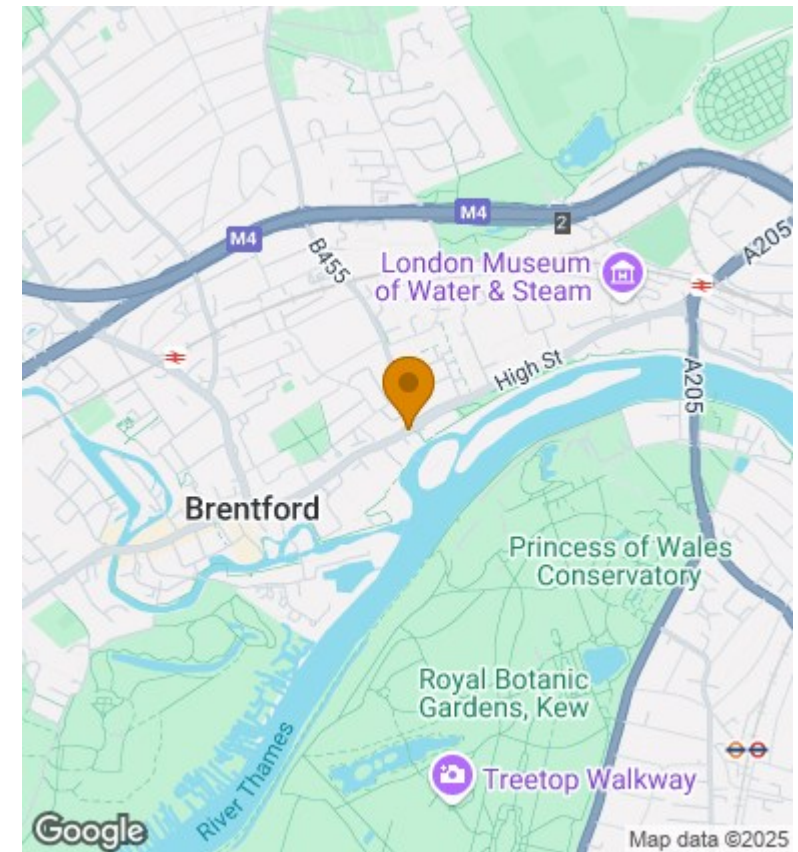 M4
M4
2
A205
B455
London Museum
of Water & Steam
High St
A205
Brentford
Princess of Wales
Conservatory
Royal Botanic
Gardens, Kew
River Thames
Treetop Walkway
Google
Map data ©2025